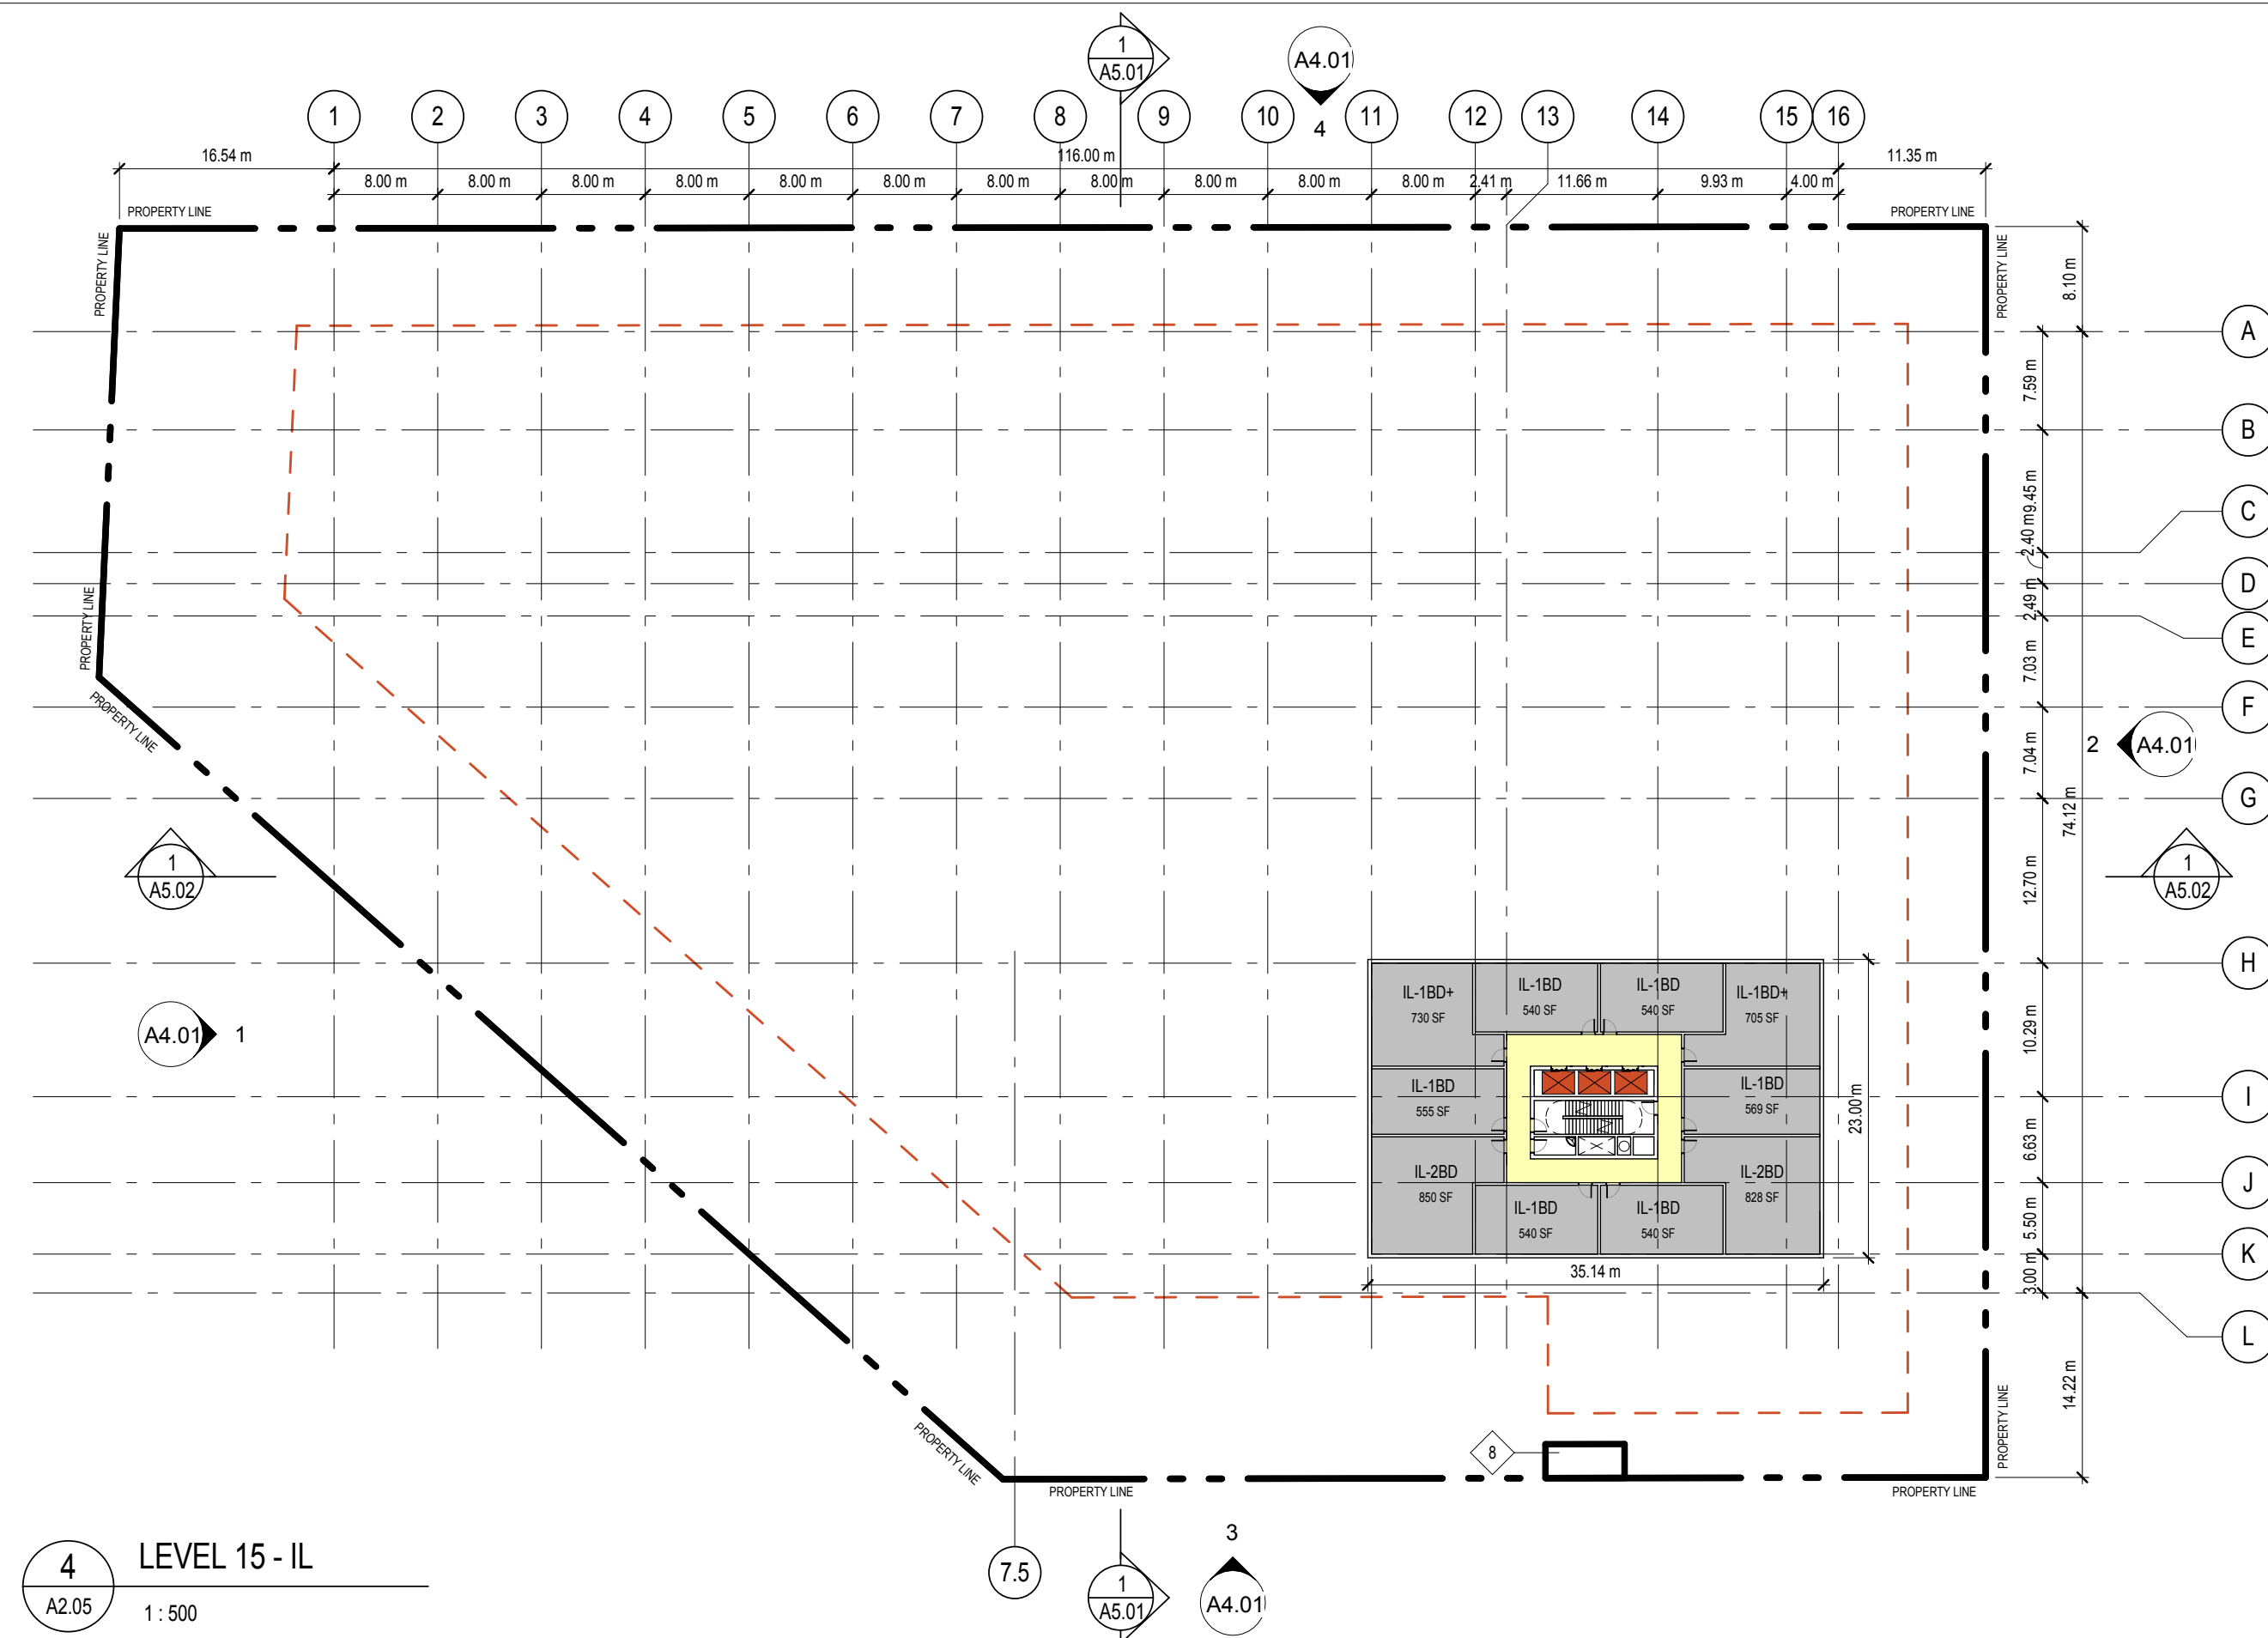 1
A5.01
A4.01
4
1 2 3 4 5 6 7 8 9 10 11 12 13 14 15 16
16.54 m 116.00 m 11.35 m
8.00 m 8.00 m 8.00 m 8.00 m 8.00 m 8.00 m 8.00 m 8.00 m 8.00 m 8.00 m 8.00 m 2.41 m 11.66 m 9.93 m 4.00 m
PROPERTY LINE
PROPERTY LINE
PROPERTY LINE
PROPERTY LINE
8.10 m
A
7.59 m
B
9.45 m
C
2.40 m
D
2.49 m
E
PROPERTY LINE
7.03 m
F
PROPERTY LINE
7.04 m
2
A4.01
G
74.12 m
1
A5.02
12.70 m
1
A5.02
H
A4.01
1
10.29 m
I
6.63 m
J
5.50 m
K
3.00 m
L
14.22 m
IL-1BD+
730 SF
IL-1BD
540 SF
IL-1BD
540 SF
IL-1BD+
705 SF
IL-1BD
555 SF
IL-1BD
569 SF
IL-2BD
850 SF
IL-2BD
828 SF
IL-1BD
540 SF
IL-1BD
540 SF
23.00 m
35.14 m
8
PROPERTY LINE
PROPERTY LINE
PROPERTY LINE
PROPERTY LINE
7.5
1
A5.01
3
A4.01
4
A2.05
LEVEL 15 - IL
1 : 500